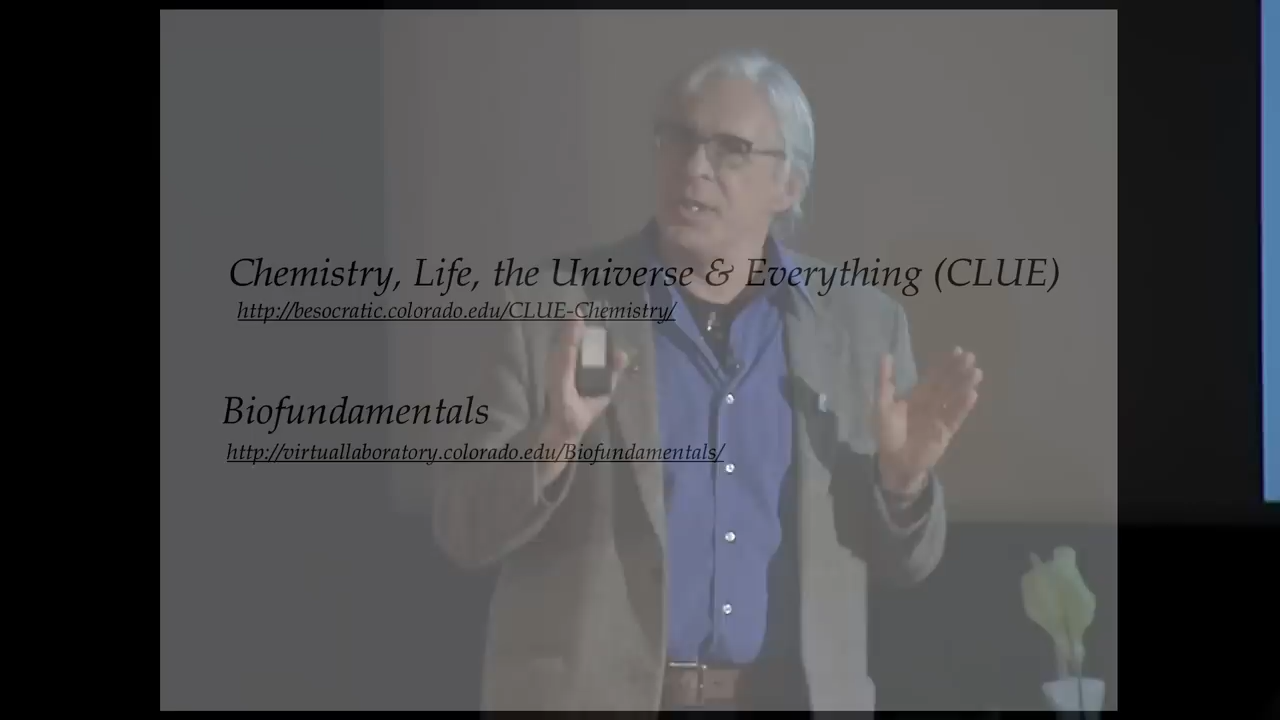 Chemistry, Life, the Universe & Everything (CLUE)
http://besocratic.colorado.edu/CLUE-Chemistry/
Biofundamentals
http://virtuallaboratory.colorado.edu/Biofundamentals/